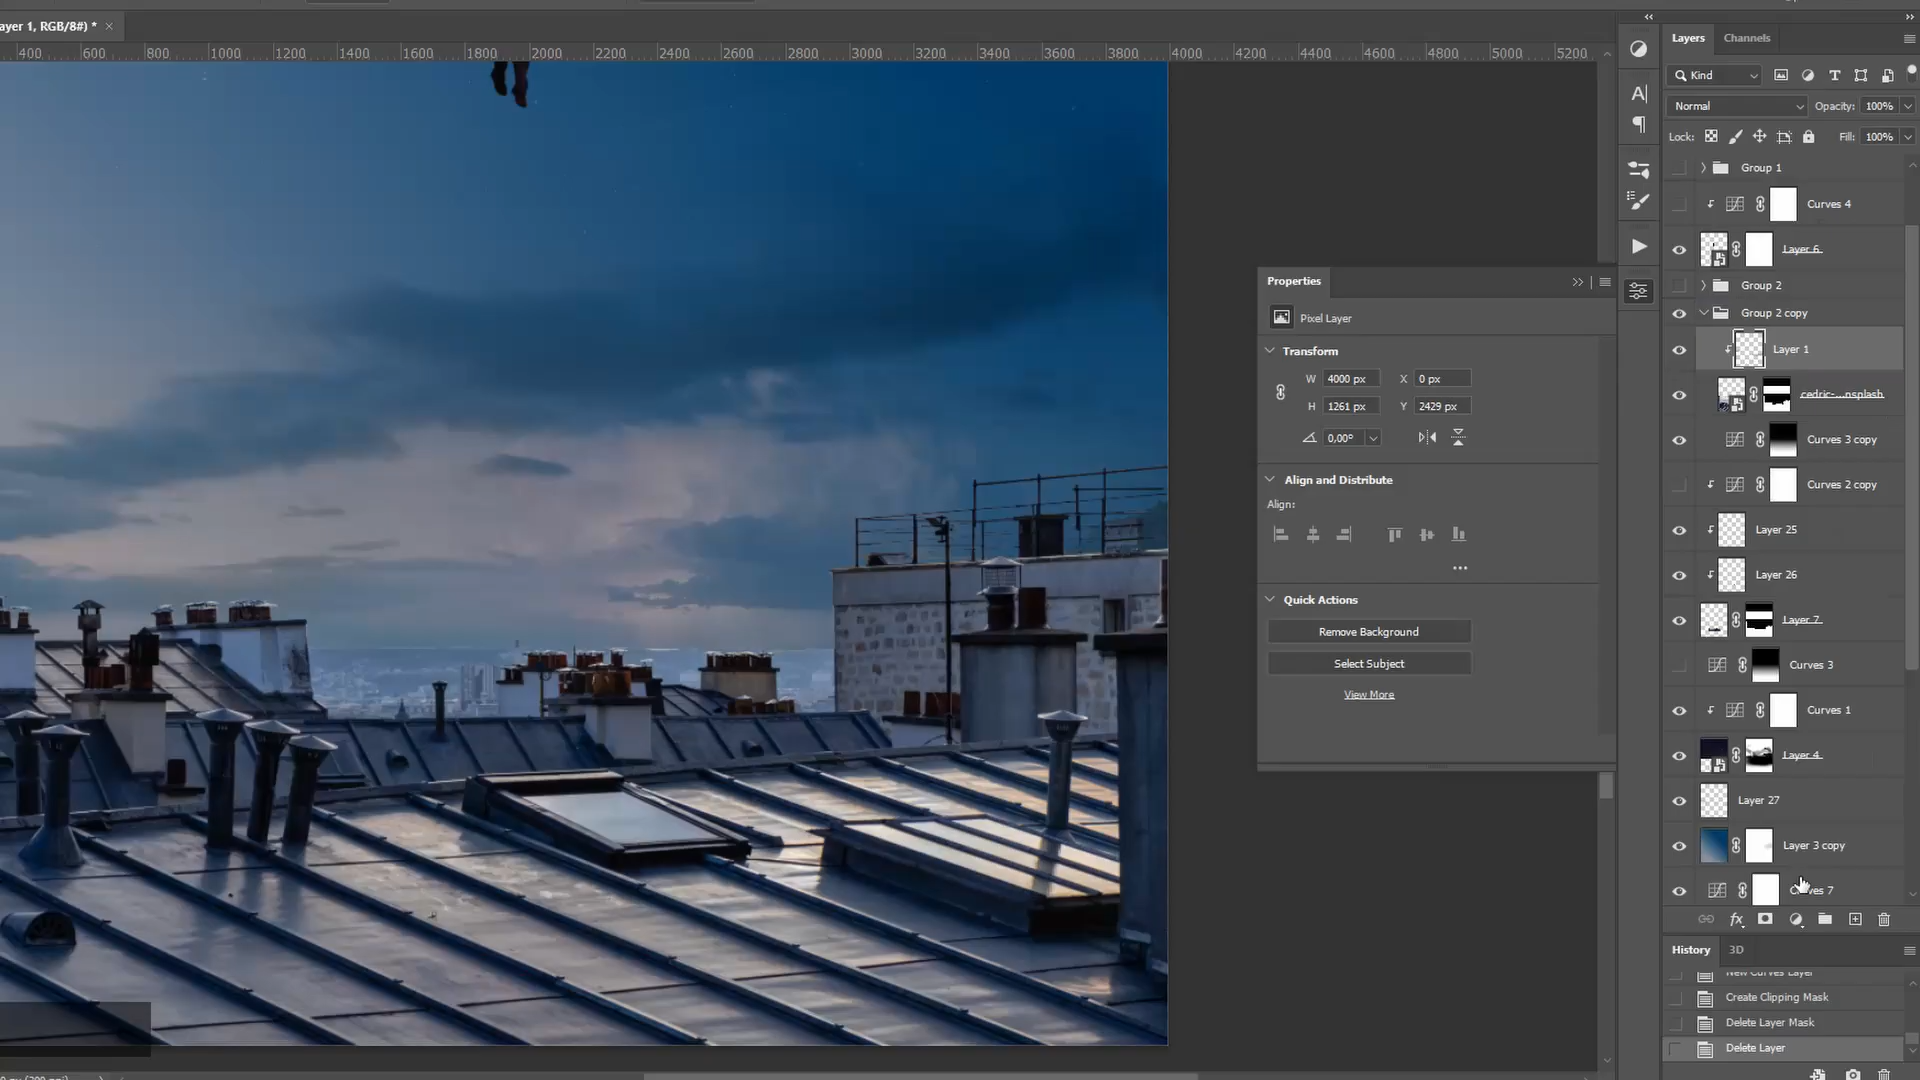 ayer 1, RGB/8#) *
400 600 800 1000 1200 1400 1600 1800 2000 2200 2400 2600 2800 3000 3200 3400 3600 3800 4000 4200 4400 4600 4800 5000 5200
Layers Channels
Kind
Normal Opacity: 100%
Lock: Fill: 100%
Group 1
Curves 4
Layer 6
Group 2
Group 2 copy
Layer 1
cedric-...nsplash
Curves 3 copy
Curves 2 copy
Layer 25
Layer 26
Layer 7
Curves 3
Curves 1
Layer 4
Layer 27
Layer 3 copy
Properties
Pixel Layer
Transform
W 4000 px X 0 px
H 1261 px Y 2429 px
0,00°
Align and Distribute
Align:
Quick Actions
Remove Background
Select Subject
View More
History 3D
New Curves Layer
Create Clipping Mask
Delete Layer Mask
Delete Layer